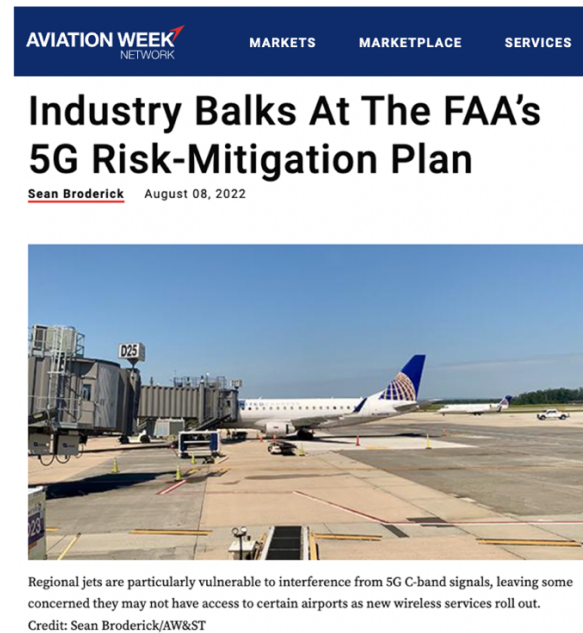 AVIATION WEEK
NETWORK
MARKETS MARKETPLACE SERVICES
Industry Balks At The FAA's
5G Risk-Mitigation Plan
Sean Broderick August 08, 2022
D25
Regional jets are particularly vulnerable to interference from 5G C-band signals, leaving some
concerned they may not have access to certain airports as new wireless services roll out.
Credit: Sean Broderick/AW&ST